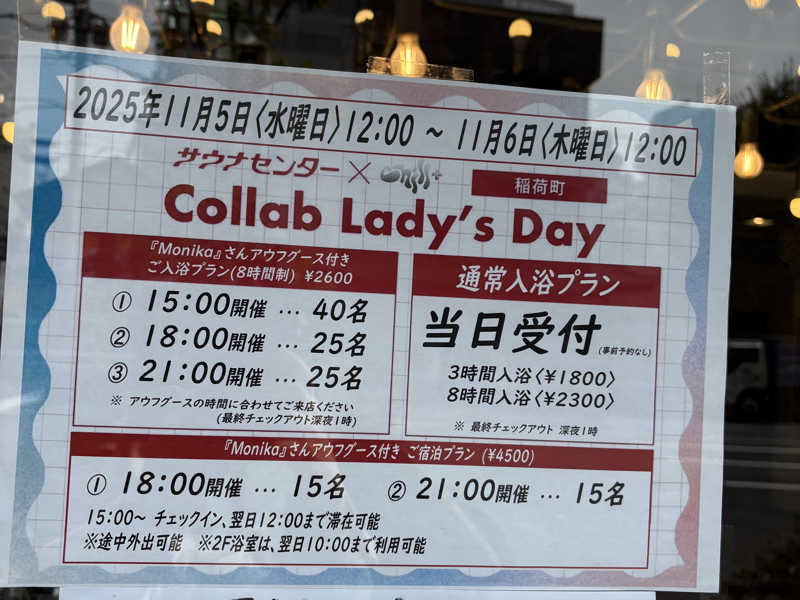 2025年11月5日〈水曜日〉12:00 ～ 11月6日〈木曜日〉12:00
サウナセンター×
稲荷町
Collab Lady's Day
『Monika』さんアウフグース付き
ご入浴プラン(8時間制) ¥2600
① 15:00開催 … 40名
② 18:00開催 … 25名
③ 21:00開催 … 25名
※ アウフグースの時間に合わせてご来店ください
(最終チェックアウト深夜1時)
通常入浴プラン
当日受付(事前予約なし)
3時間入浴〈¥1800〉
8時間入浴〈¥2300〉
※ 最終チェックアウト 深夜1時
『Monika』さんアウフグース付き ご宿泊プラン (¥4500)
① 18:00開催 … 15名 ② 21:00開催 … 15名
15:00～ チェックイン、翌日12:00まで滞在可能
※途中外出可能 ※2F浴室は、翌日10:00まで利用可能